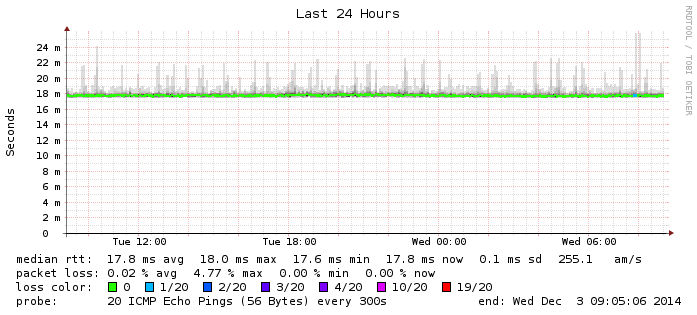 Last 24 Hours
RRDTOOL / TOBI OETIKER
Seconds
24 m
22 m
20 m
18 m
16 m
14 m
12 m
10 m
8 m
6 m
4 m
2 m
0
Tue 12:00 Tue 18:00 Wed 00:00 Wed 06:00
median rtt: 17.8 ms avg 18.0 ms max 17.6 ms min 17.8 ms now 0.1 ms sd 255.1 am/s
packet loss: 0.02 % avg 4.77 % max 0.00 % min 0.00 % now
loss color: 0 1/20 2/20 3/20 4/20 10/20 19/20
probe: 20 ICMP Echo Pings (56 Bytes) every 300s end: Wed Dec 3 09:05:06 2014